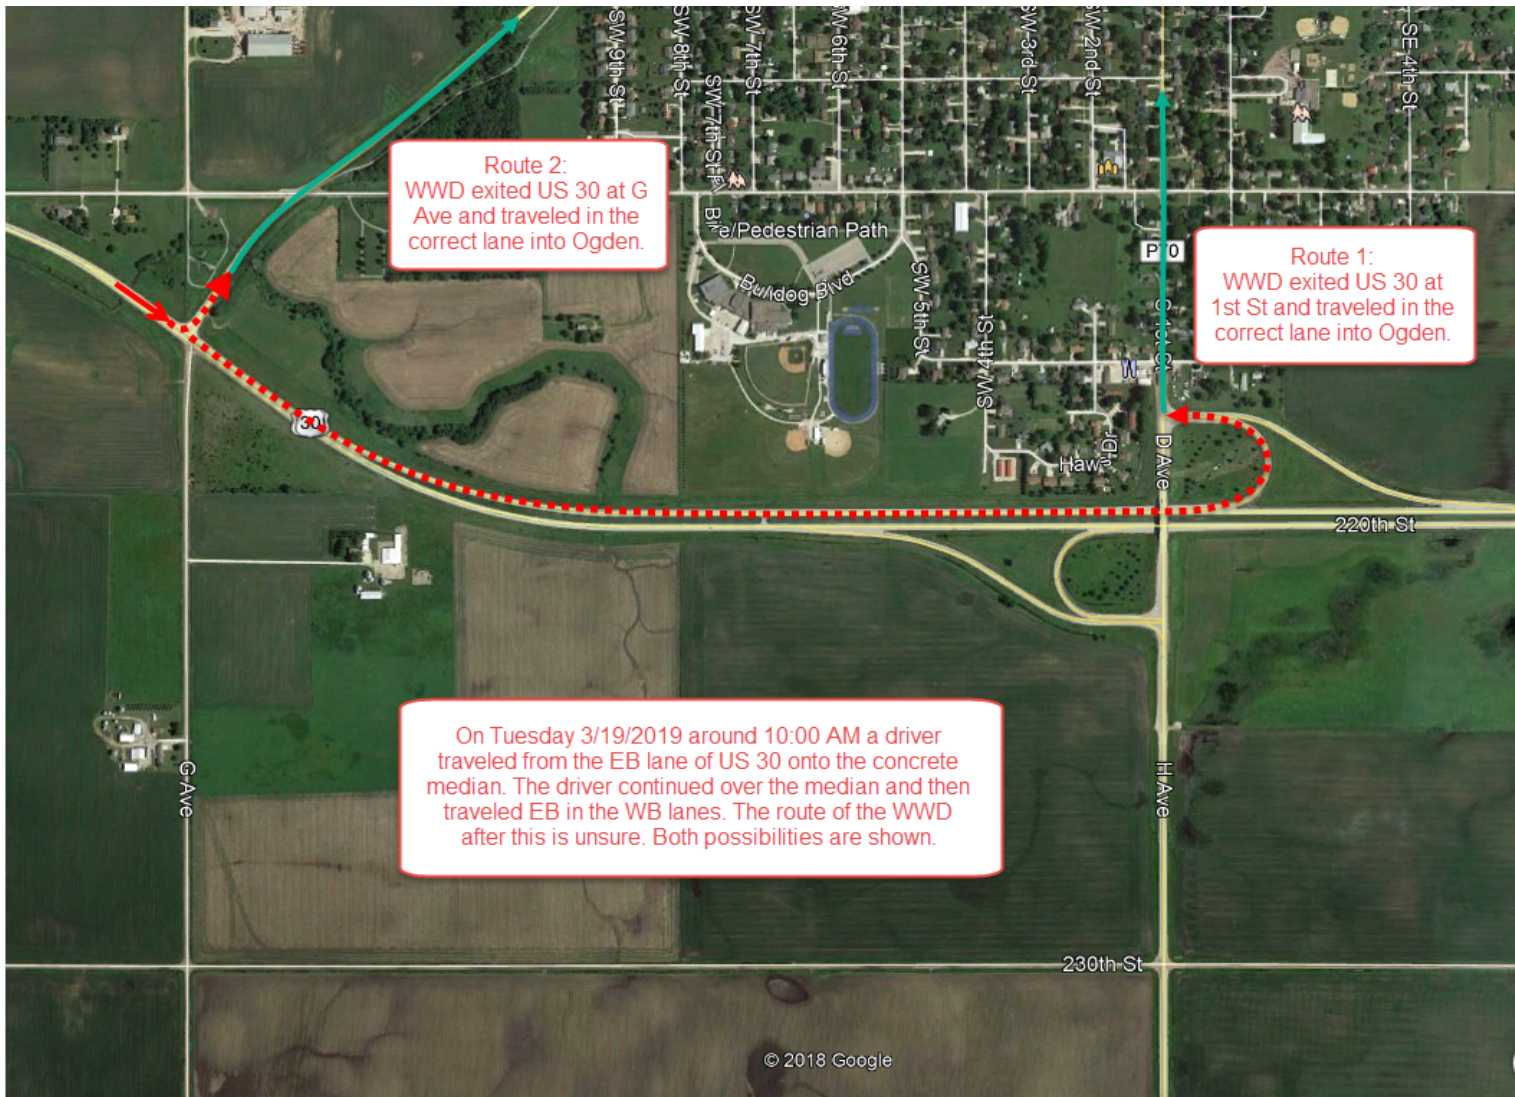 SW 9th St
SW 8th St
SW 7th St
SW 6th St
SW 3rd St
SW 2nd St
SE 4th St
SW 7th St Pl
Route 2:
WWD exited US 30 at G
Ave and traveled in the
correct lane into Ogden.
Bike/Pedestrian Path
Bulldog Blvd
P70
Route 1:
WWD exited US 30 at
1st St and traveled in the
correct lane into Ogden.
SW 5th St
SW 4th St
S 1st St
30
D Ave
220th St
On Tuesday 3/19/2019 around 10:00 AM a driver
traveled from the EB lane of US 30 onto the concrete
median. The driver continued over the median and then
traveled EB in the WB lanes. The route of the WWD
after this is unsure. Both possibilities are shown.
G Ave
H Ave
230th St
© 2018 Google